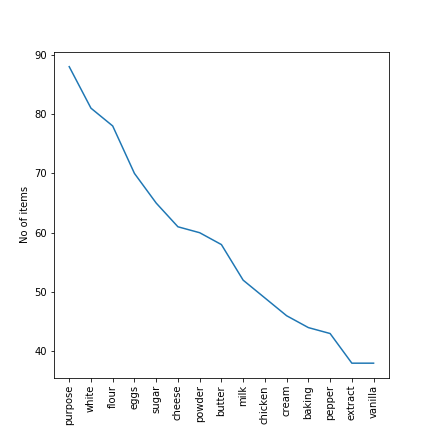 90
80
70
60
50
40
No of items
purpose
white
flour
eggs
sugar
cheese
powder
butter
milk
chicken
cream
baking
pepper
extract
vanilla